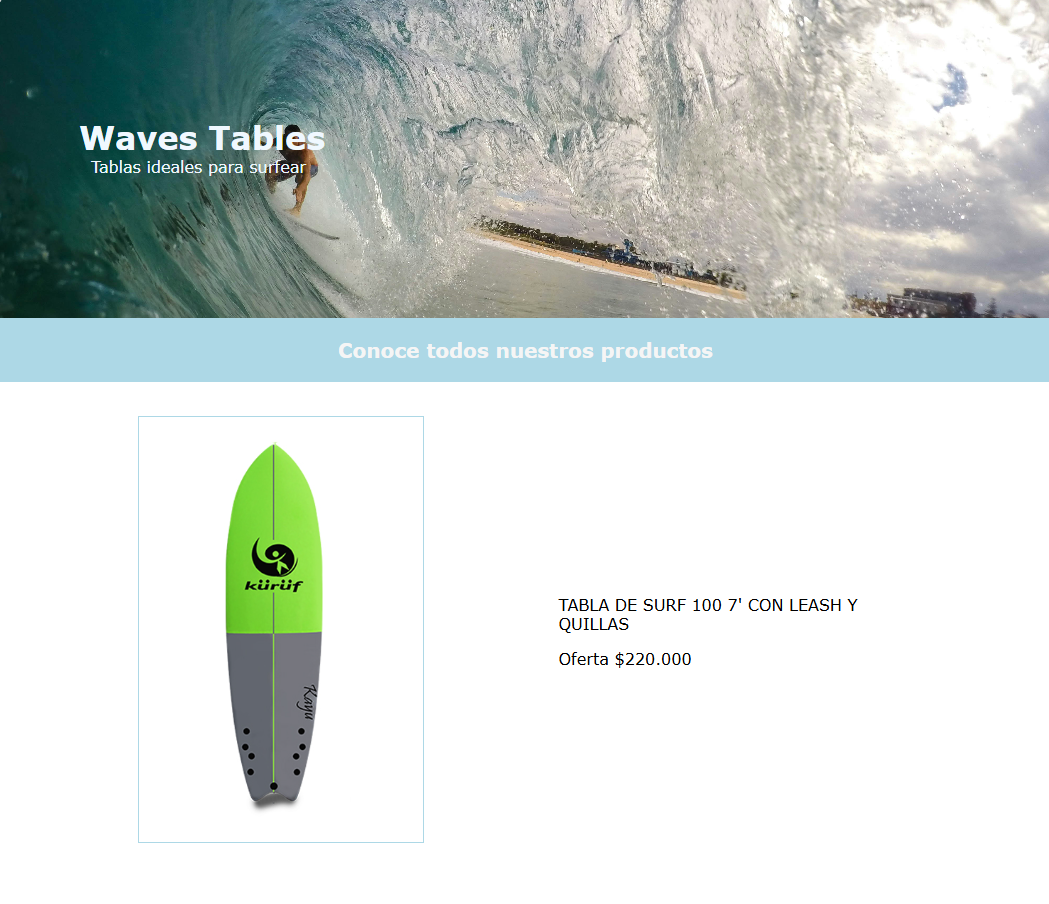 Waves Tables
Tablas ideales para surfear
Conoce todos nuestros productos
kürüf
Kayu
TABLA DE SURF 100 7' CON LEASH Y
QUILLAS
Oferta $220.000